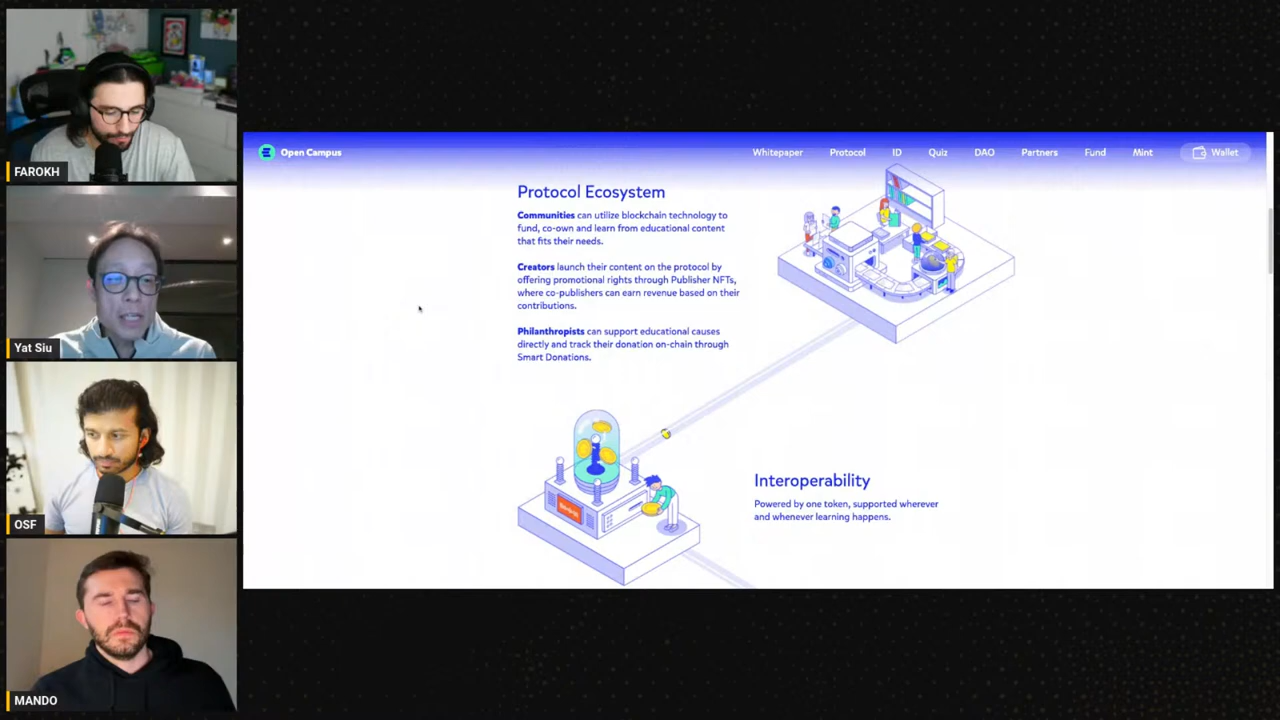 FAROKH
Yat Siu
OSF
MANDO
Open Campus
Whitepaper Protocol ID Quiz DAO Partners Fund Mint Wallet
Protocol Ecosystem
Communities can utilize blockchain technology to
fund, co-own and learn from educational content
that fits their needs.
Creators launch their content on the protocol by
offering promotional rights through Publisher NFTs,
where co-publishers can earn revenue based on their
contributions.
Philanthropists can support educational causes
directly and track their donation on-chain through
Smart Donations.
Interoperability
Powered by one token, supported wherever
and whenever learning happens.